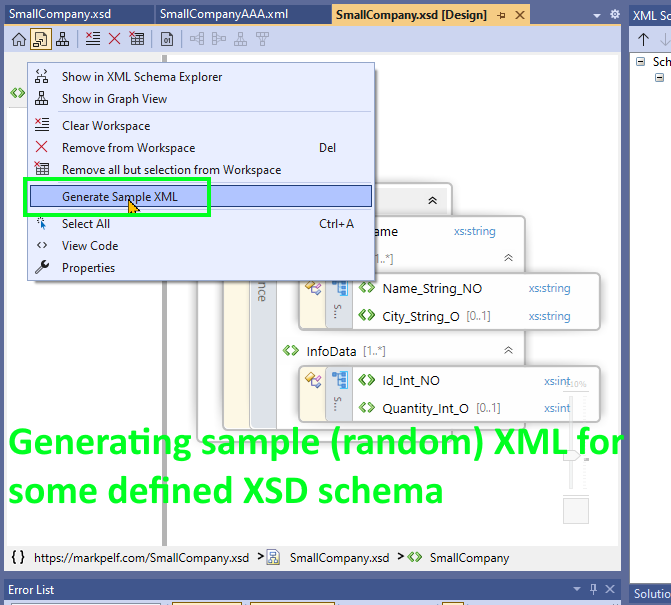 SmallCompany.xsd
SmallCompanyAAA.xml
SmallCompany.xsd [Design]
XML Sc
Sch
Show in XML Schema Explorer
Show in Graph View
Clear Workspace
Remove from Workspace Del
Remove all but selection from Workspace
Generate Sample XML
Select All Ctrl+A
View Code
Properties
ame xs:string
..*]
nce
S...
Name_String_NO xs:string
City_String_O [0..1] xs:string
InfoData [1..*]
S...
Id_Int_NO xs:int
Quantity_Int_O [0..1] xs:int
Generating sample (random) XML for
some defined XSD schema
{ } https://markpelf.com/SmallCompany.xsd > SmallCompany.xsd > SmallCompany
Error List
Solutio